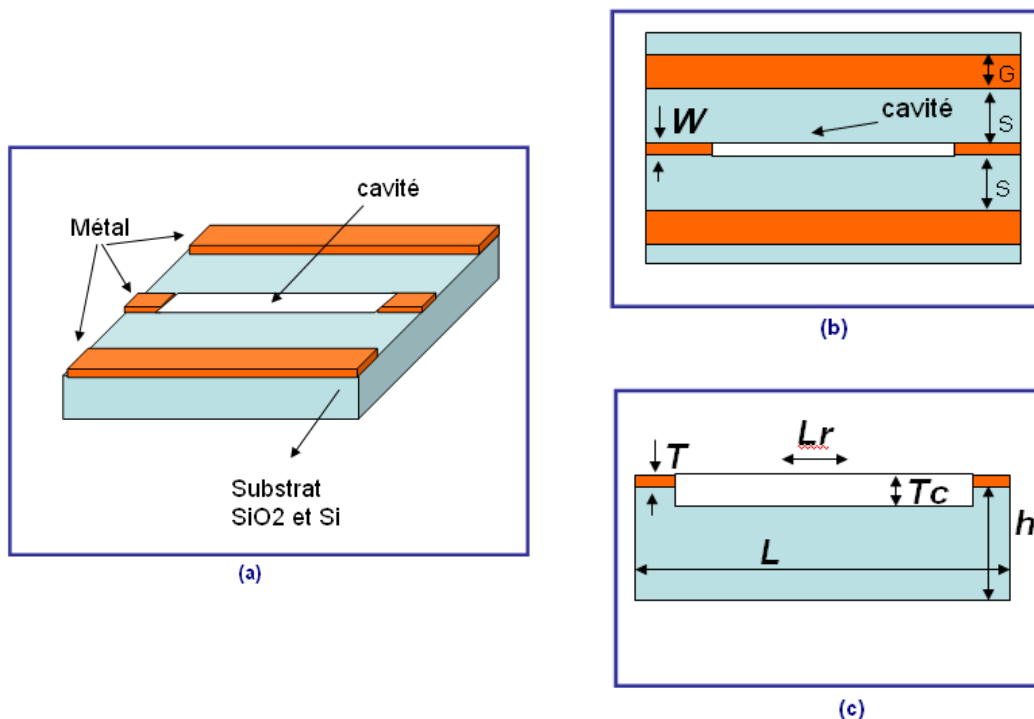 cavité
Métal
Substrat
SiO2 et Si
(a)
G
S
W
cavité
S
(b)
Lr
T
Tc
h
L
(c)